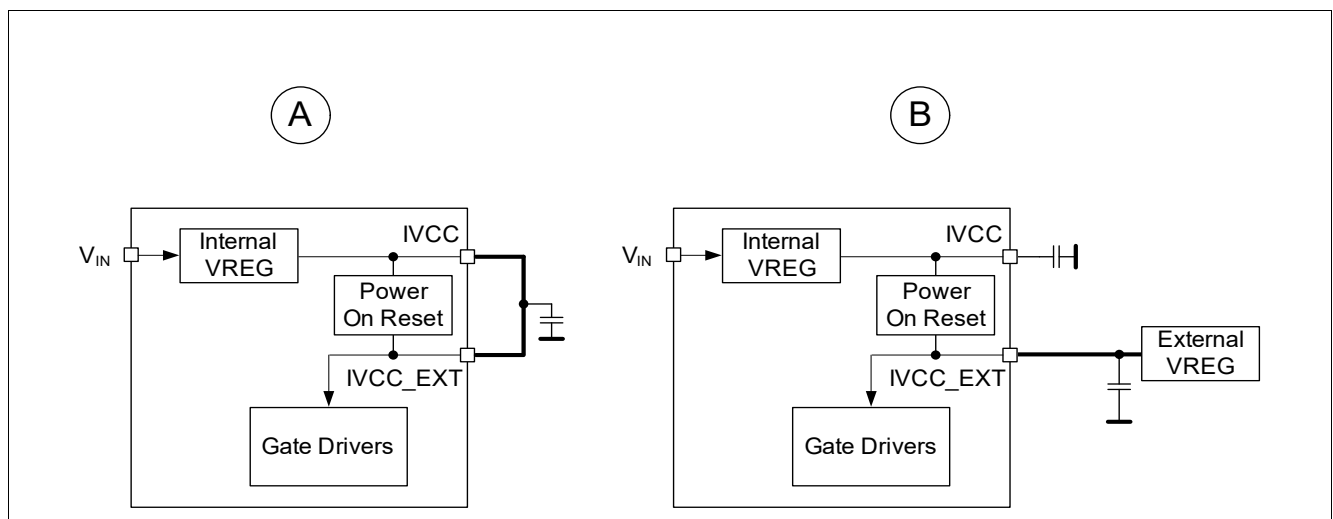 A
B
V_IN
Internal
VREG
IVCC
Power
On Reset
IVCC_EXT
Gate Drivers
V_IN
Internal
VREG
IVCC
Power
On Reset
IVCC_EXT
External
VREG
Gate Drivers